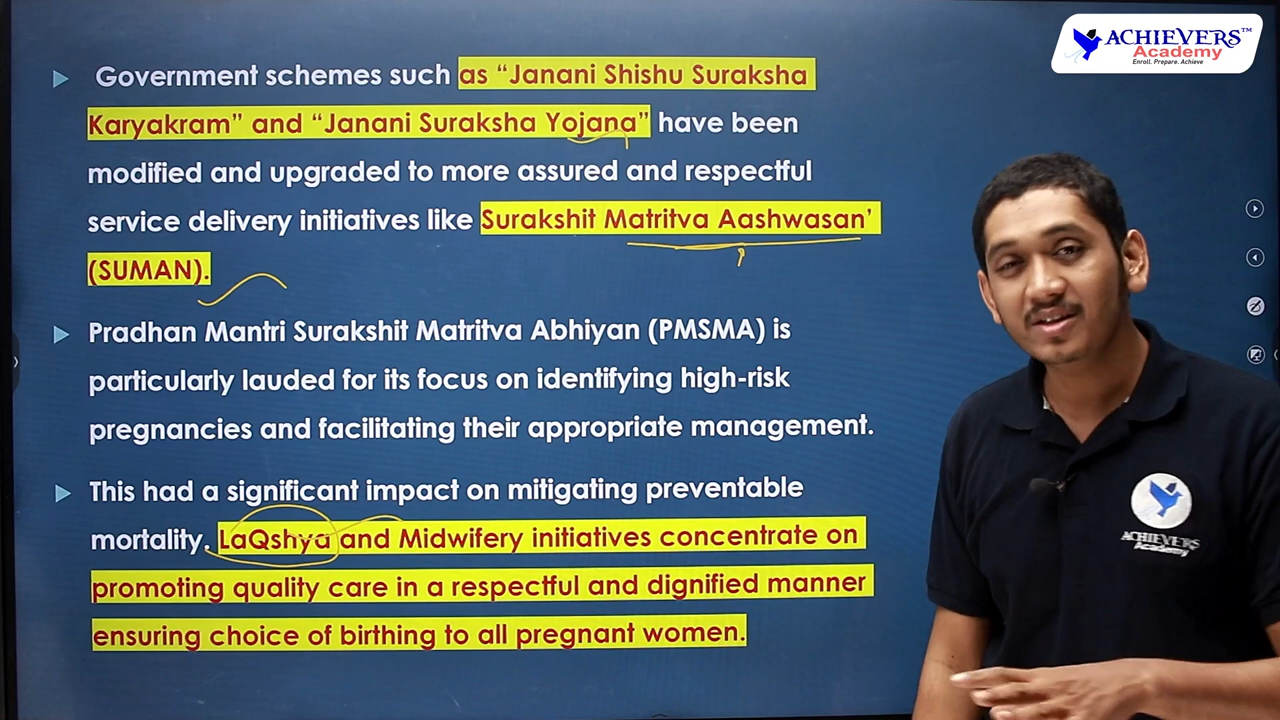 ACHIEVERS™
Academy
Enroll. Prepare. Achieve
Government schemes such as “Janani Shishu Suraksha
Karyakram” and “Janani Suraksha Yojana” have been
modified and upgraded to more assured and respectful
service delivery initiatives like Surakshit Matritva Aashwasan’
(SUMAN).
Pradhan Mantri Surakshit Matritva Abhiyan (PMSMA) is
particularly lauded for its focus on identifying high-risk
pregnancies and facilitating their appropriate management.
This had a significant impact on mitigating preventable
mortality. LaQshya and Midwifery initiatives concentrate on
promoting quality care in a respectful and dignified manner
ensuring choice of birthing to all pregnant women.
ACHIEVERS
Academy